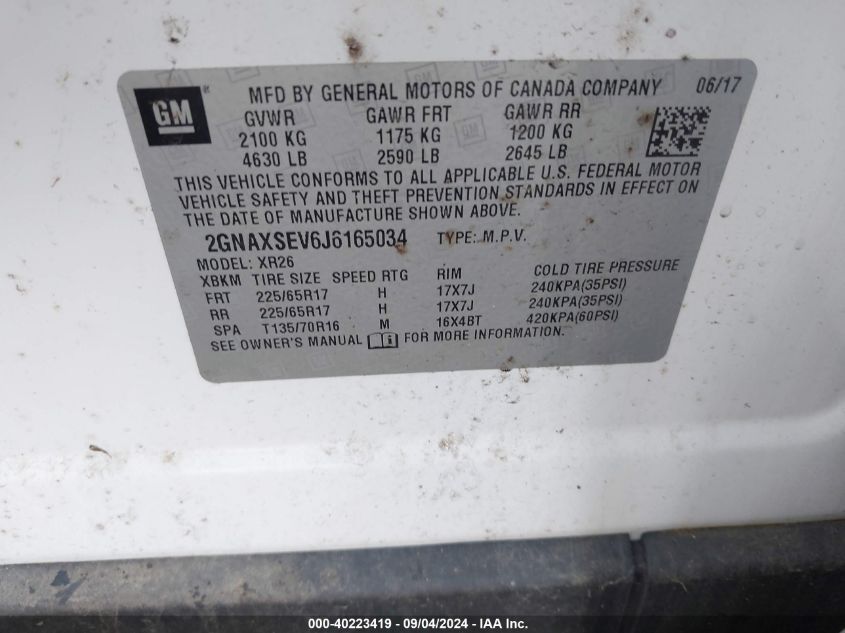 GM
MFD BY GENERAL MOTORS OF CANADA COMPANY 06/17
GVWR GAWR FRT GAWR RR
2100 KG 1175 KG 1200 KG
4630 LB 2590 LB 2645 LB
THIS VEHICLE CONFORMS TO ALL APPLICABLE U.S. FEDERAL MOTOR
VEHICLE SAFETY AND THEFT PREVENTION STANDARDS IN EFFECT ON
THE DATE OF MANUFACTURE SHOWN ABOVE.
2GNAXSEV6J6165034 TYPE: M.P.V.
MODEL: XR26
XBKM TIRE SIZE SPEED RTG RIM COLD TIRE PRESSURE
FRT 225/65R17 H 17X7J 240KPA(35PSI)
RR 225/65R17 H 17X7J 240KPA(35PSI)
SPA T135/70R16 M 16X4BT 420KPA(60PSI)
SEE OWNER'S MANUAL FOR MORE INFORMATION.
000-40223419 - 09/04/2024 - IAA Inc.